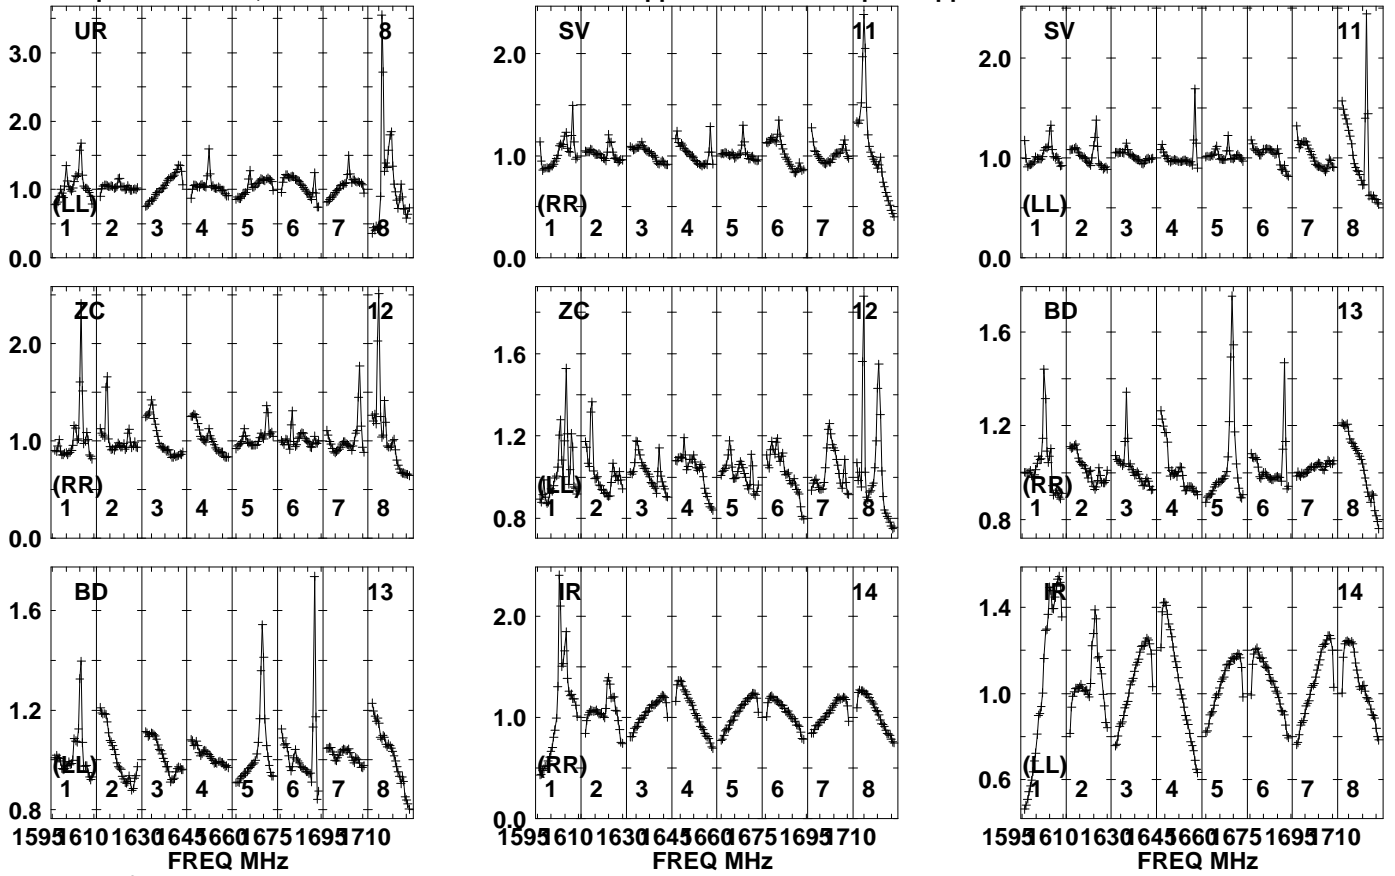 UR 8
3.0
2.0
1.0
0.0
(LL)
1 2 3 4 5 6 7 8
SV 11
2.0
1.0
0.0
(RR)
1 2 3 4 5 6 7 8
SV 11
2.0
1.0
0.0
(LL)
1 2 3 4 5 6 7 8
ZC 12
2.0
1.0
0.0
(RR)
1 2 3 4 5 6 7 8
ZC 12
1.6
1.2
0.8
(LL)
1 2 3 4 5 6 7 8
BD 13
1.6
1.2
0.8
(RR)
1 2 3 4 5 6 7 8
BD 13
1.6
1.2
0.8
(LL)
1 2 3 4 5 6 7 8
1595 1610 1630 1645 1660 1675 1695 1710
FREQ MHz
IR 14
2.0
1.0
0.0
(RR)
1 2 3 4 5 6 7 8
1595 1610 1630 1645 1660 1675 1695 1710
FREQ MHz
IR 14
1.4
1.0
0.6
(LL)
1 2 3 4 5 6 7 8
1595 1610 1630 1645 1660 1675 1695 1710
FREQ MHz